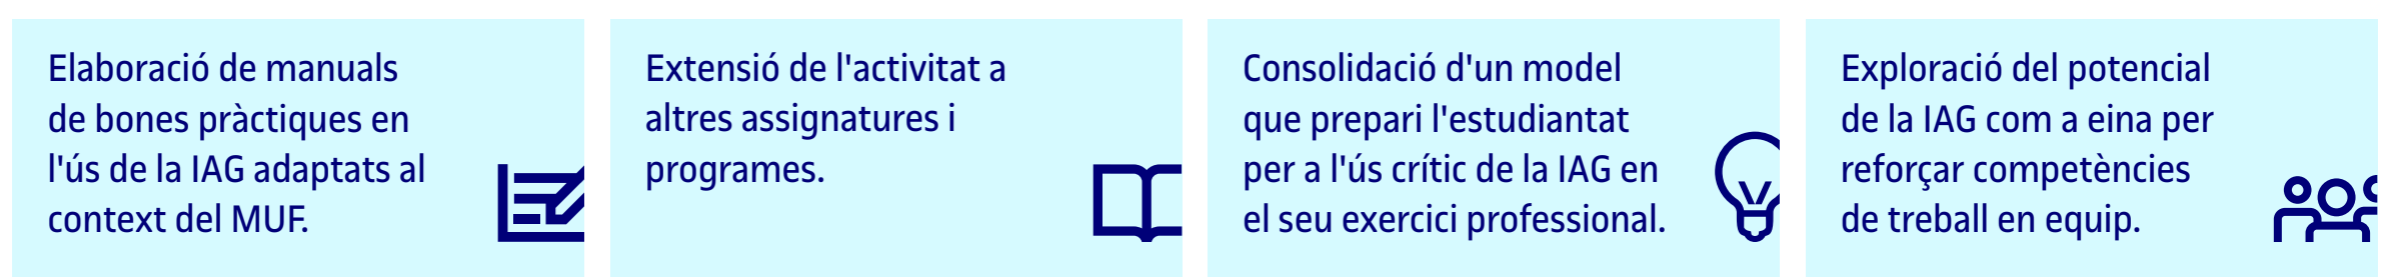 Elaboració de manuals
de bones pràctiques en
l'ús de la IAG adaptats al
context del MUF.
Extensió de l'activitat a
altres assignatures i
programes.
Consolidació d'un model
que prepari l'estudiantat
per a l'ús crític de la IAG en
el seu exercici professional.
Exploració del potencial
de la IAG com a eina per
reforçar competències
de treball en equip.